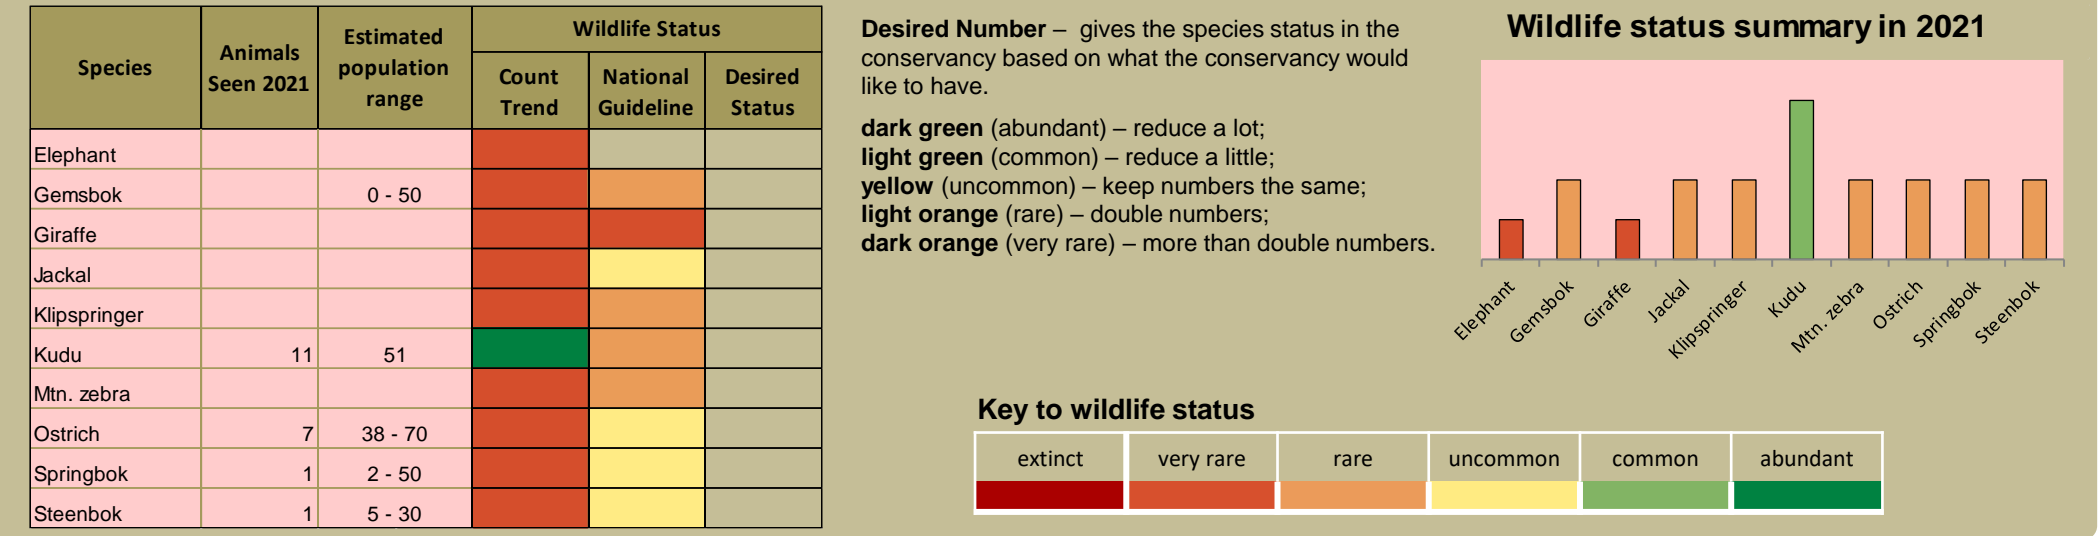 Species
Animals Seen 2021
Estimated population range
Wildlife Status
Count Trend
National Guideline
Desired Status
Elephant
Gemsbok 0 - 50
Giraffe
Jackal
Klipspringer
Kudu 11 51
Mtn. zebra
Ostrich 7 38 - 70
Springbok 1 2 - 50
Steenbok 1 5 - 30
Desired Number – gives the species status in the
conservancy based on what the conservancy would
like to have.
dark green (abundant) – reduce a lot;
light green (common) – reduce a little;
yellow (uncommon) – keep numbers the same;
light orange (rare) – double numbers;
dark orange (very rare) – more than double numbers.
Wildlife status summary in 2021
Elephant
Gemsbok
Giraffe
Jackal
Klipspringer
Kudu
Mtn. zebra
Ostrich
Springbok
Steenbok
Key to wildlife status
extinct very rare rare uncommon common abundant